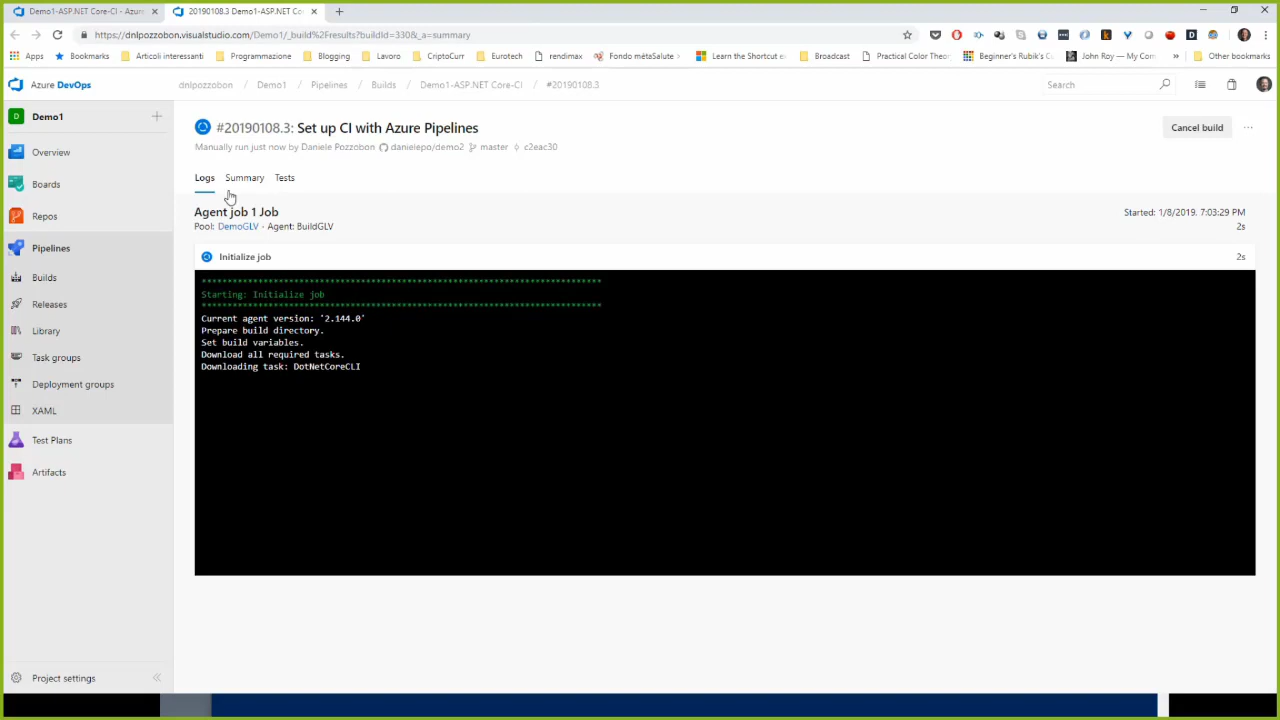 Demo1-ASP.NET Core-CI - Azure
20190108.3 Demo1-ASP.NET Co
https://dnlpozzobon.visualstudio.com/Demo1/_build%2Fresults?buildId=330&_a=summary
Apps
Bookmarks
Articoli interessanti
Programmazione
Blogging
Lavoro
CriptoCurr
Eurotech
rendimax
Fondo métaSalute
Learn the Shortcut e
Broadcast
Practical Color Theo
Beginner's Rubik's C
John Roy — My Com
»
Other bookmarks
Azure DevOps
dnlpozzobon / Demo1 / Pipelines / Builds / Demo1-ASP.NET Core-CI / #20190108.3
Search
D Demo1
Overview
Boards
Repos
Pipelines
Builds
Releases
Library
Task groups
Deployment groups
XAML
Test Plans
Artifacts
Project settings
#20190108.3: Set up CI with Azure Pipelines
Cancel build
Manually run just now by Daniele Pozzobon danielepo/demo2 master c2eac30
Logs Summary Tests
Agent job 1 Job
Started: 1/8/2019. 7:03:29 PM
Pool: DemoGLV · Agent: BuildGLV
2s
Initialize job
2s
******************************************************************************
Starting: Initialize job
******************************************************************************
Current agent version: '2.144.0'
Prepare build directory.
Set build variables.
Download all required tasks.
Downloading task: DotNetCoreCLI